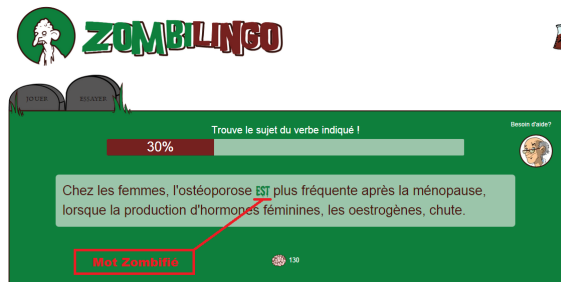 ZOMBILINGO
JOUER
ESSAYER
Besoin d'aide?
Trouve le sujet du verbe indiqué !
30%
Chez les femmes, l'ostéoporose EST plus fréquente après la ménopause,
lorsque la production d'hormones féminines, les oestrogènes, chute.
Mot Zombifié
130